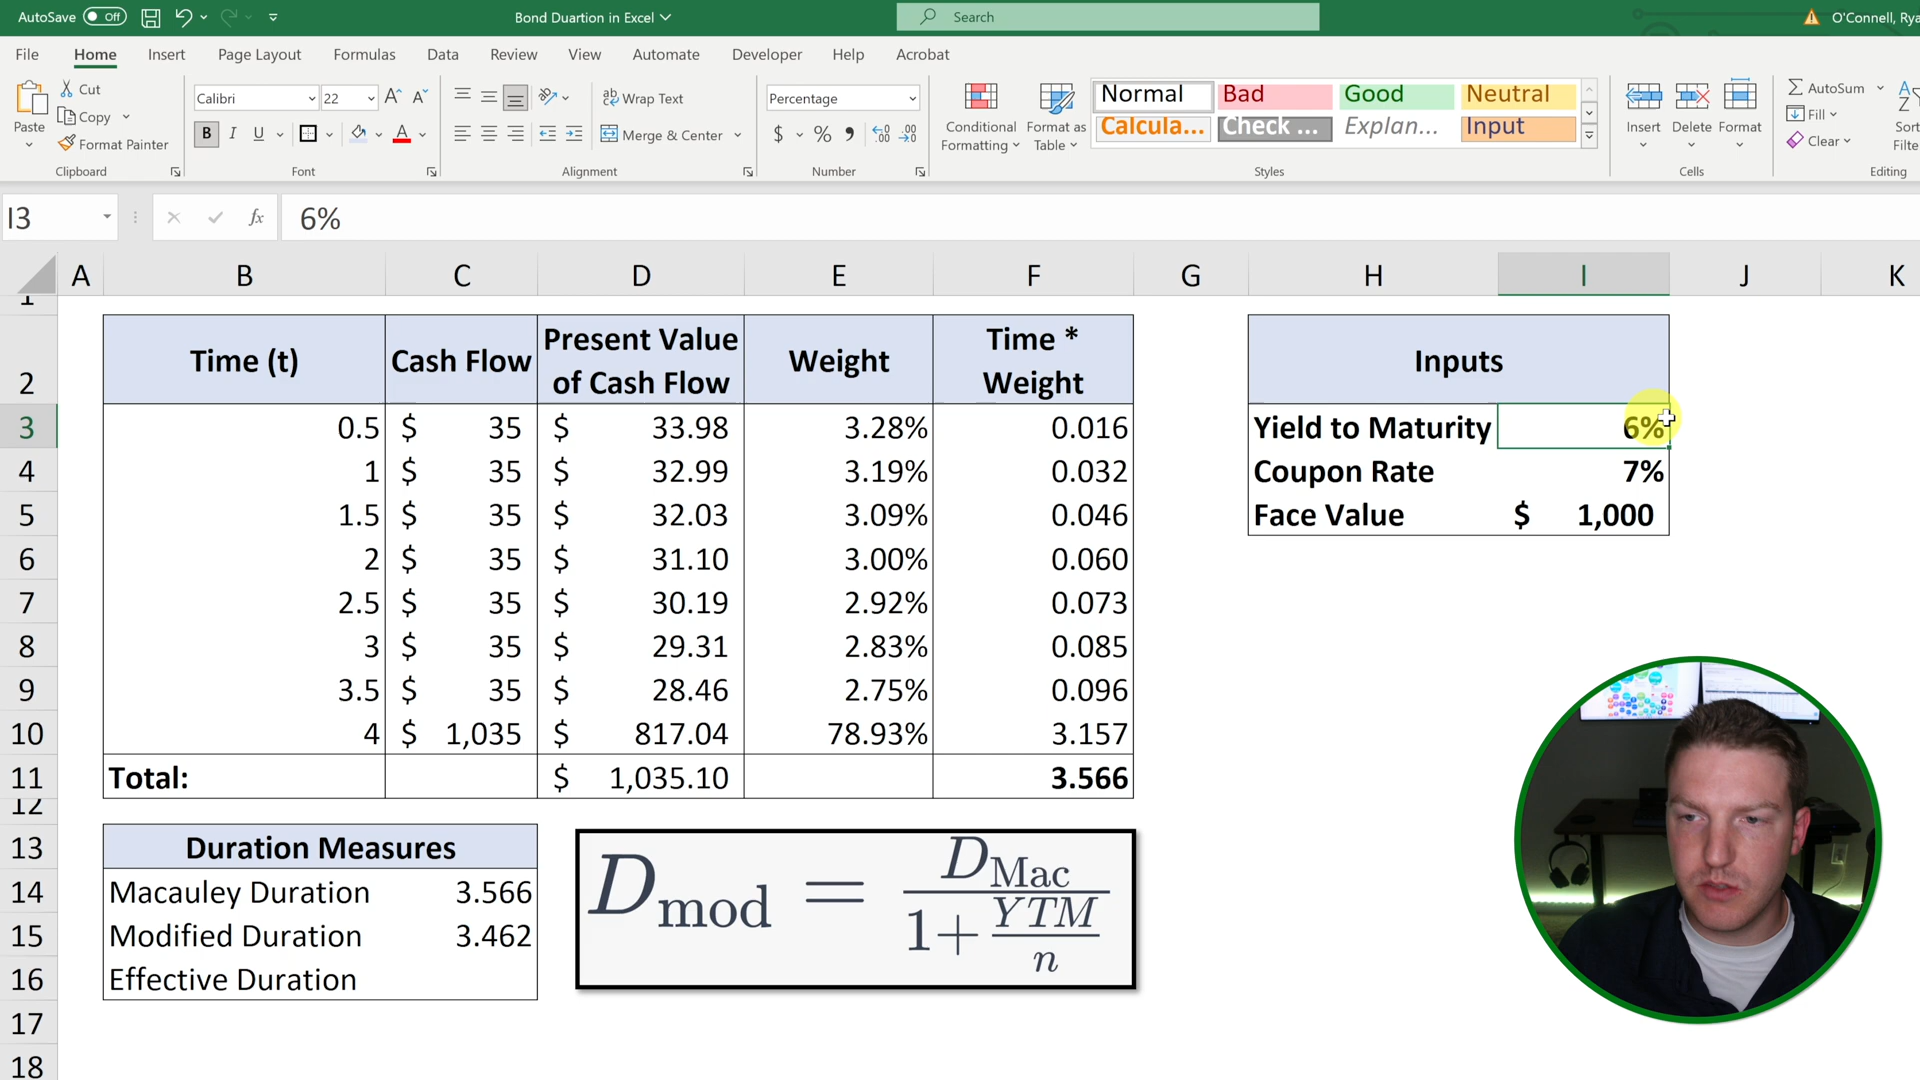 AutoSave Off
Bond Duartion in Excel
Search
O'Connell, Rya
File Home Insert Page Layout Formulas Data Review View Automate Developer Help Acrobat
Paste
Cut
Copy
Format Painter
Clipboard
Calibri 22
B I U
Font
Wrap Text
Merge & Center
Alignment
Percentage
$ % ,
Number
Conditional Formatting
Format as Table
Normal Bad Good Neutral
Calcula... Check ... Explan... Input
Styles
Insert Delete Format
Cells
AutoSum
Fill
Clear
Sort
Filte
Editing
I3 fx 6%
A B C D E F G H I J K
1
2 Time (t) Cash Flow Present Value of Cash Flow Weight Time * Weight Inputs
3 0.5 $ 35 $ 33.98 3.28% 0.016 Yield to Maturity 6%
4 1 $ 35 $ 32.99 3.19% 0.032 Coupon Rate 7%
5 1.5 $ 35 $ 32.03 3.09% 0.046 Face Value $ 1,000
6 2 $ 35 $ 31.10 3.00% 0.060
7 2.5 $ 35 $ 30.19 2.92% 0.073
8 3 $ 35 $ 29.31 2.83% 0.085
9 3.5 $ 35 $ 28.46 2.75% 0.096
10 4 $ 1,035 $ 817.04 78.93% 3.157
11 Total: $ 1,035.10 3.566
12
13 Duration Measures
14 Macauley Duration 3.566
15 Modified Duration 3.462
16 Effective Duration
17
18
D_mod = D_Mac / (1 + YTM/n)